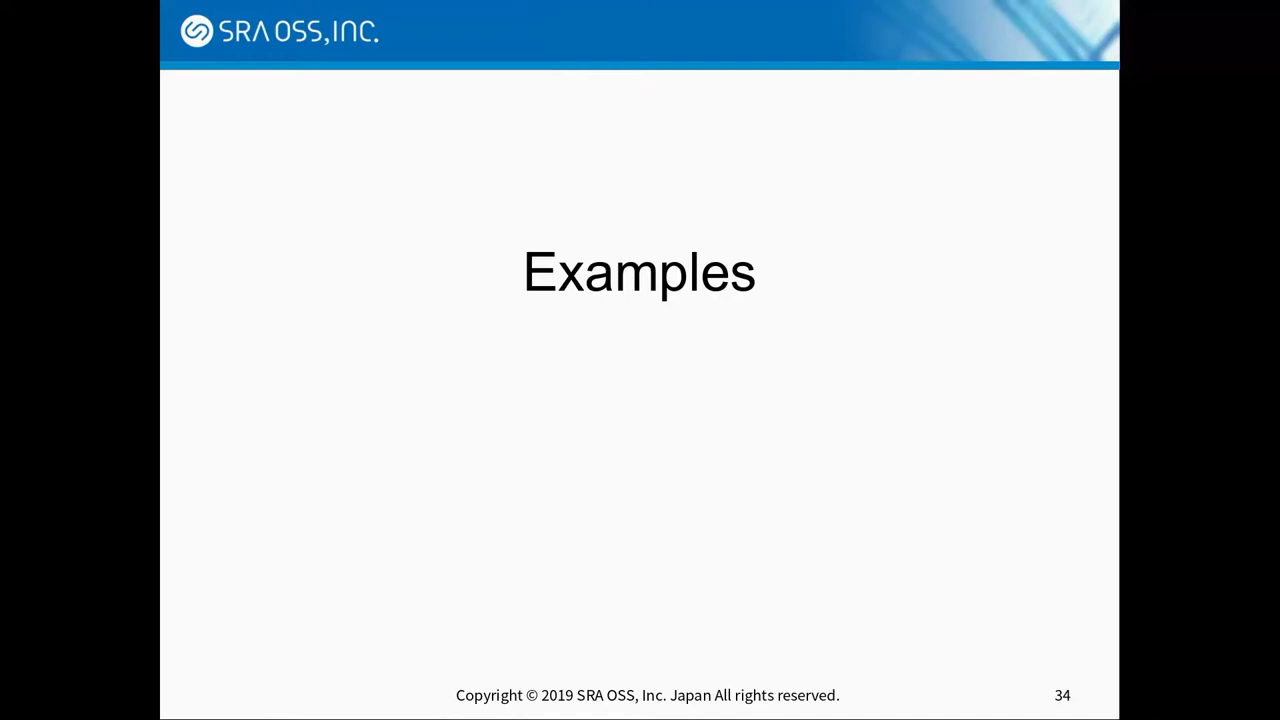 SRA OSS, INC.
Examples
Copyright © 2019 SRA OSS, Inc. Japan All rights reserved.
34